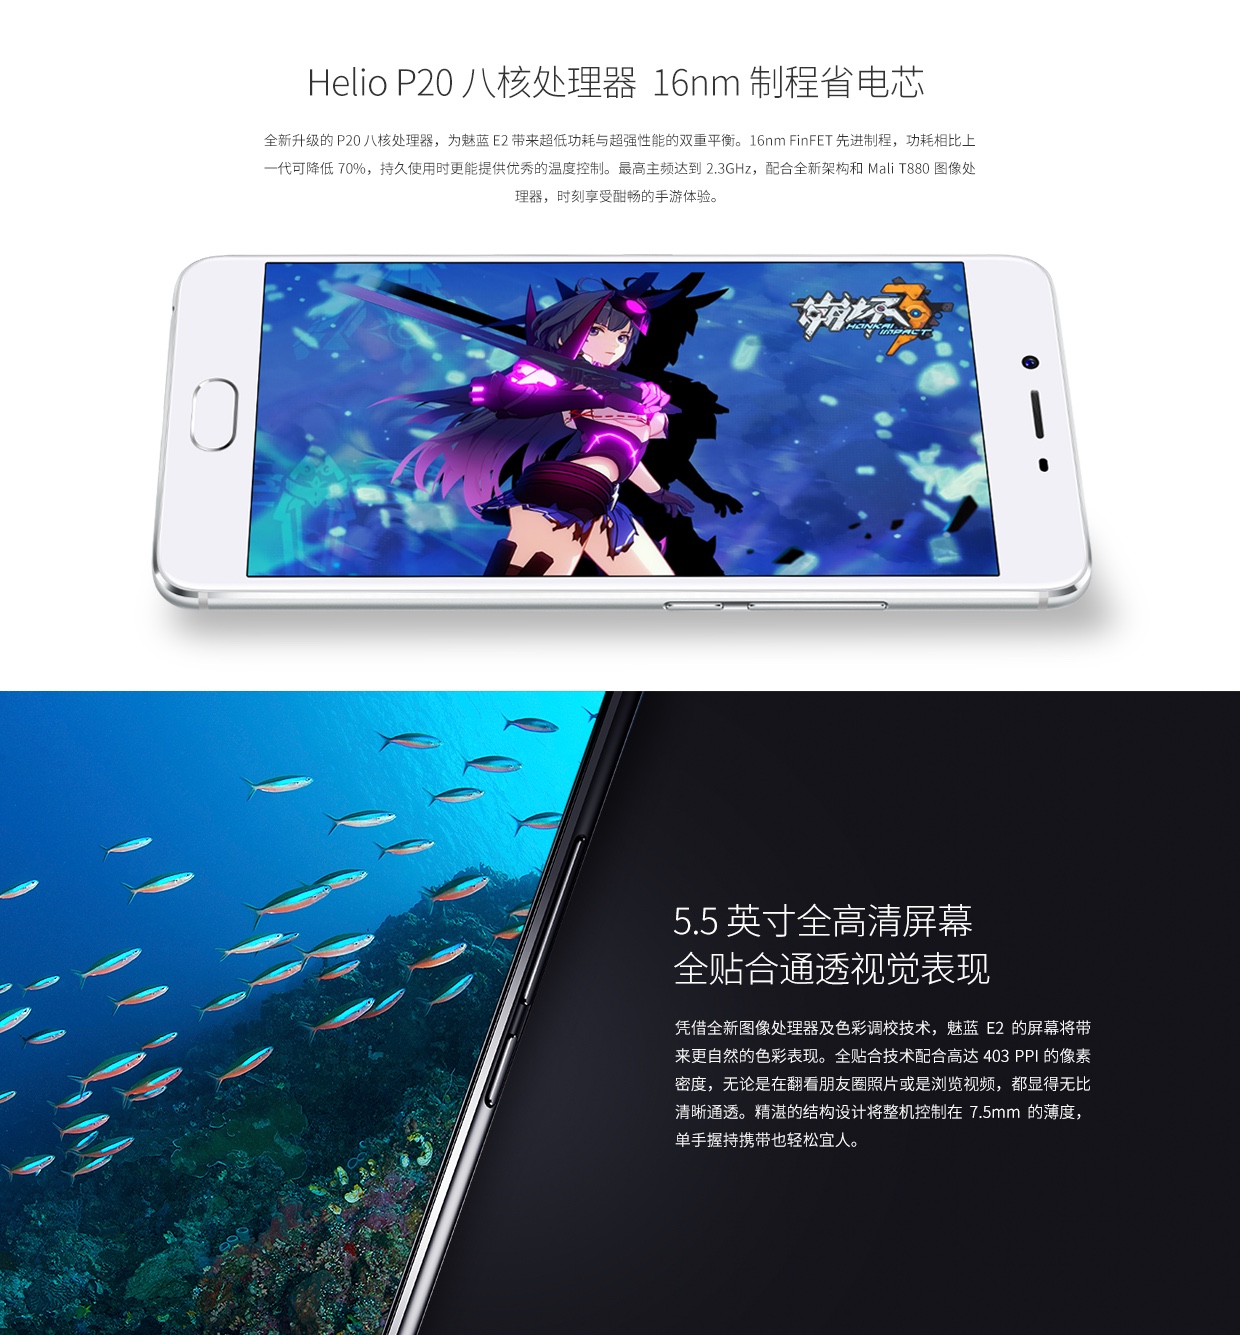 Helio P20 八核处理器 16nm 制程省电芯
全新升级的 P20 八核处理器，为魅蓝 E2 带来超低功耗与超强性能的双重平衡。16nm FinFET 先进制程，功耗相比上
一代可降低 70%，持久使用时更能提供优秀的温度控制。最高主频达到 2.3GHz，配合全新架构和 Mali T880 图像处
理器，时刻享受酣畅的手游体验。
崩坏3
HONKAI IMPACT
5.5 英寸全高清屏幕
全贴合通透视觉表现
凭借全新图像处理器及色彩调校技术，魅蓝 E2 的屏幕将带
来更自然的色彩表现。全贴合技术配合高达 403 PPI 的像素
密度，无论是在翻看朋友圈照片或是浏览视频，都显得无比
清晰通透。精湛的结构设计将整机控制在 7.5mm 的薄度，
单手握持携带也轻松宜人。